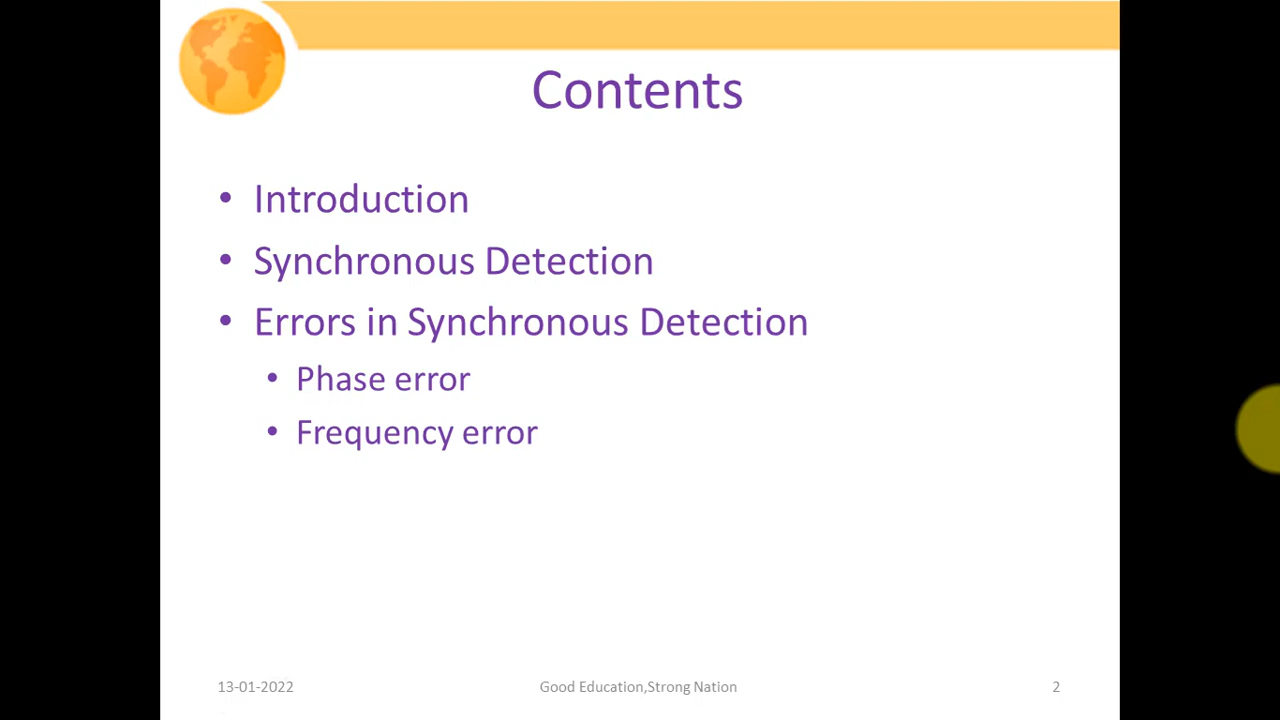 Contents
• Introduction
• Synchronous Detection
• Errors in Synchronous Detection
• Phase error
• Frequency error
13-01-2022 Good Education,Strong Nation 2